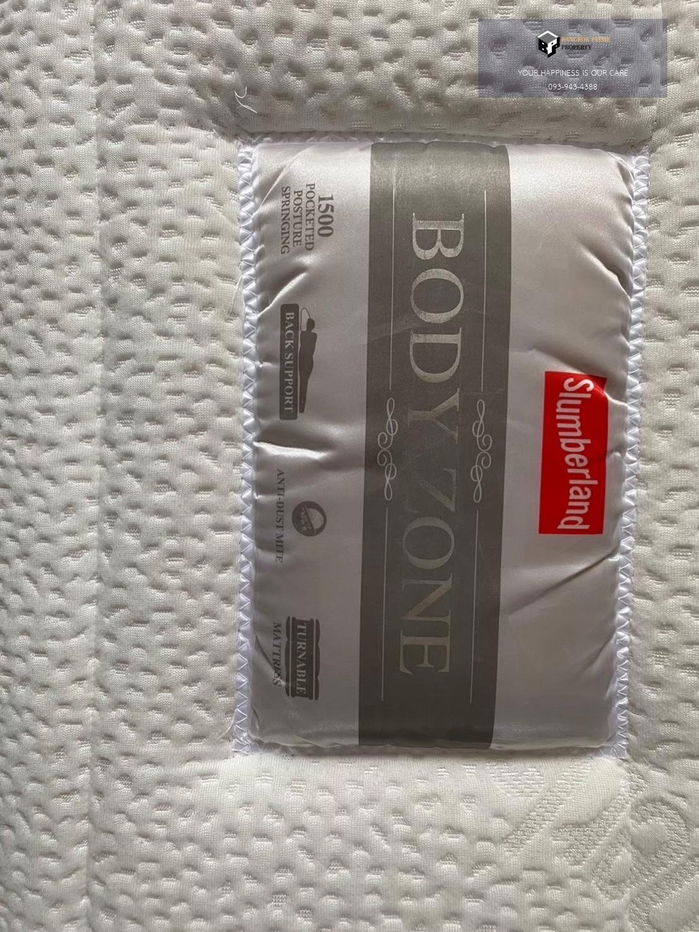 BANGKOK PRIME
PROPERTY
YOUR HAPPINESS IS OUR CARE
093-943-4388
Slumberland
BODY ZONE
1500
POCKETED
POSTURE
SPRINGING
BACK SUPPORT
ANTI-DUST MITE
TURNABLE
MATTRESS